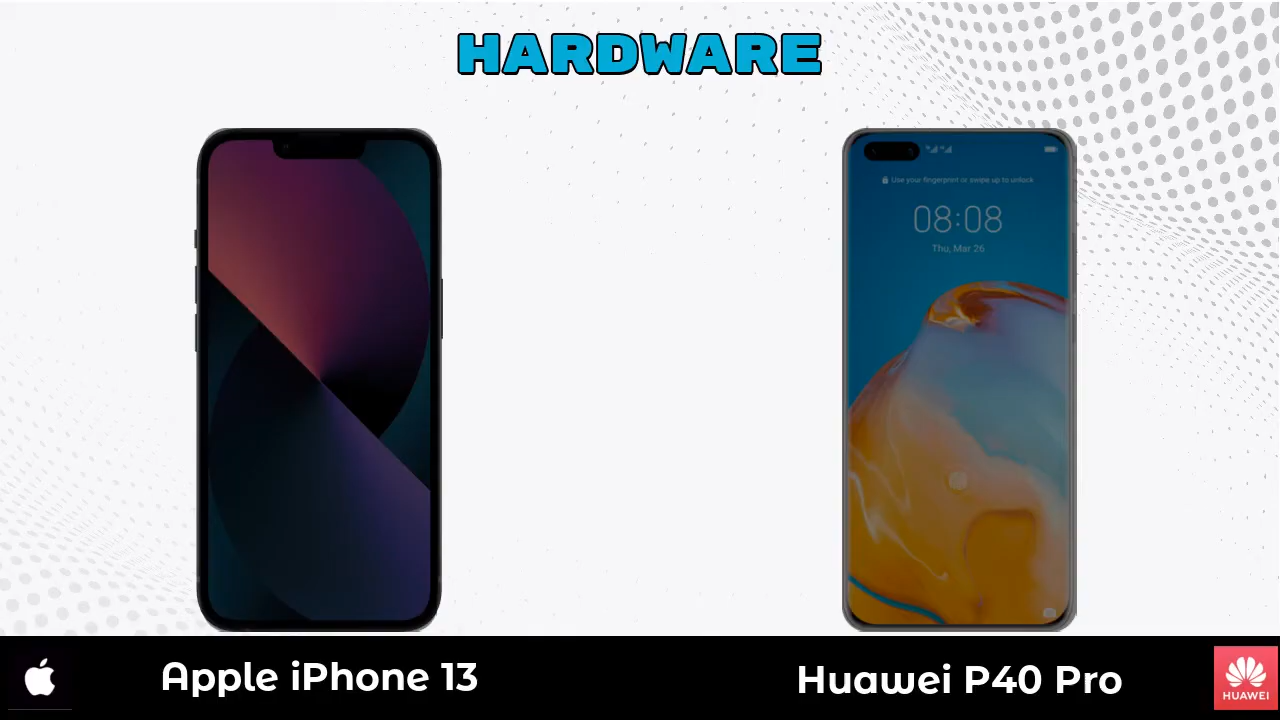 HARDWARE
Use your fingerprint or swipe up to unlock
08:08
Thu, Mar 26
Apple iPhone 13
Huawei P40 Pro
HUAWEI